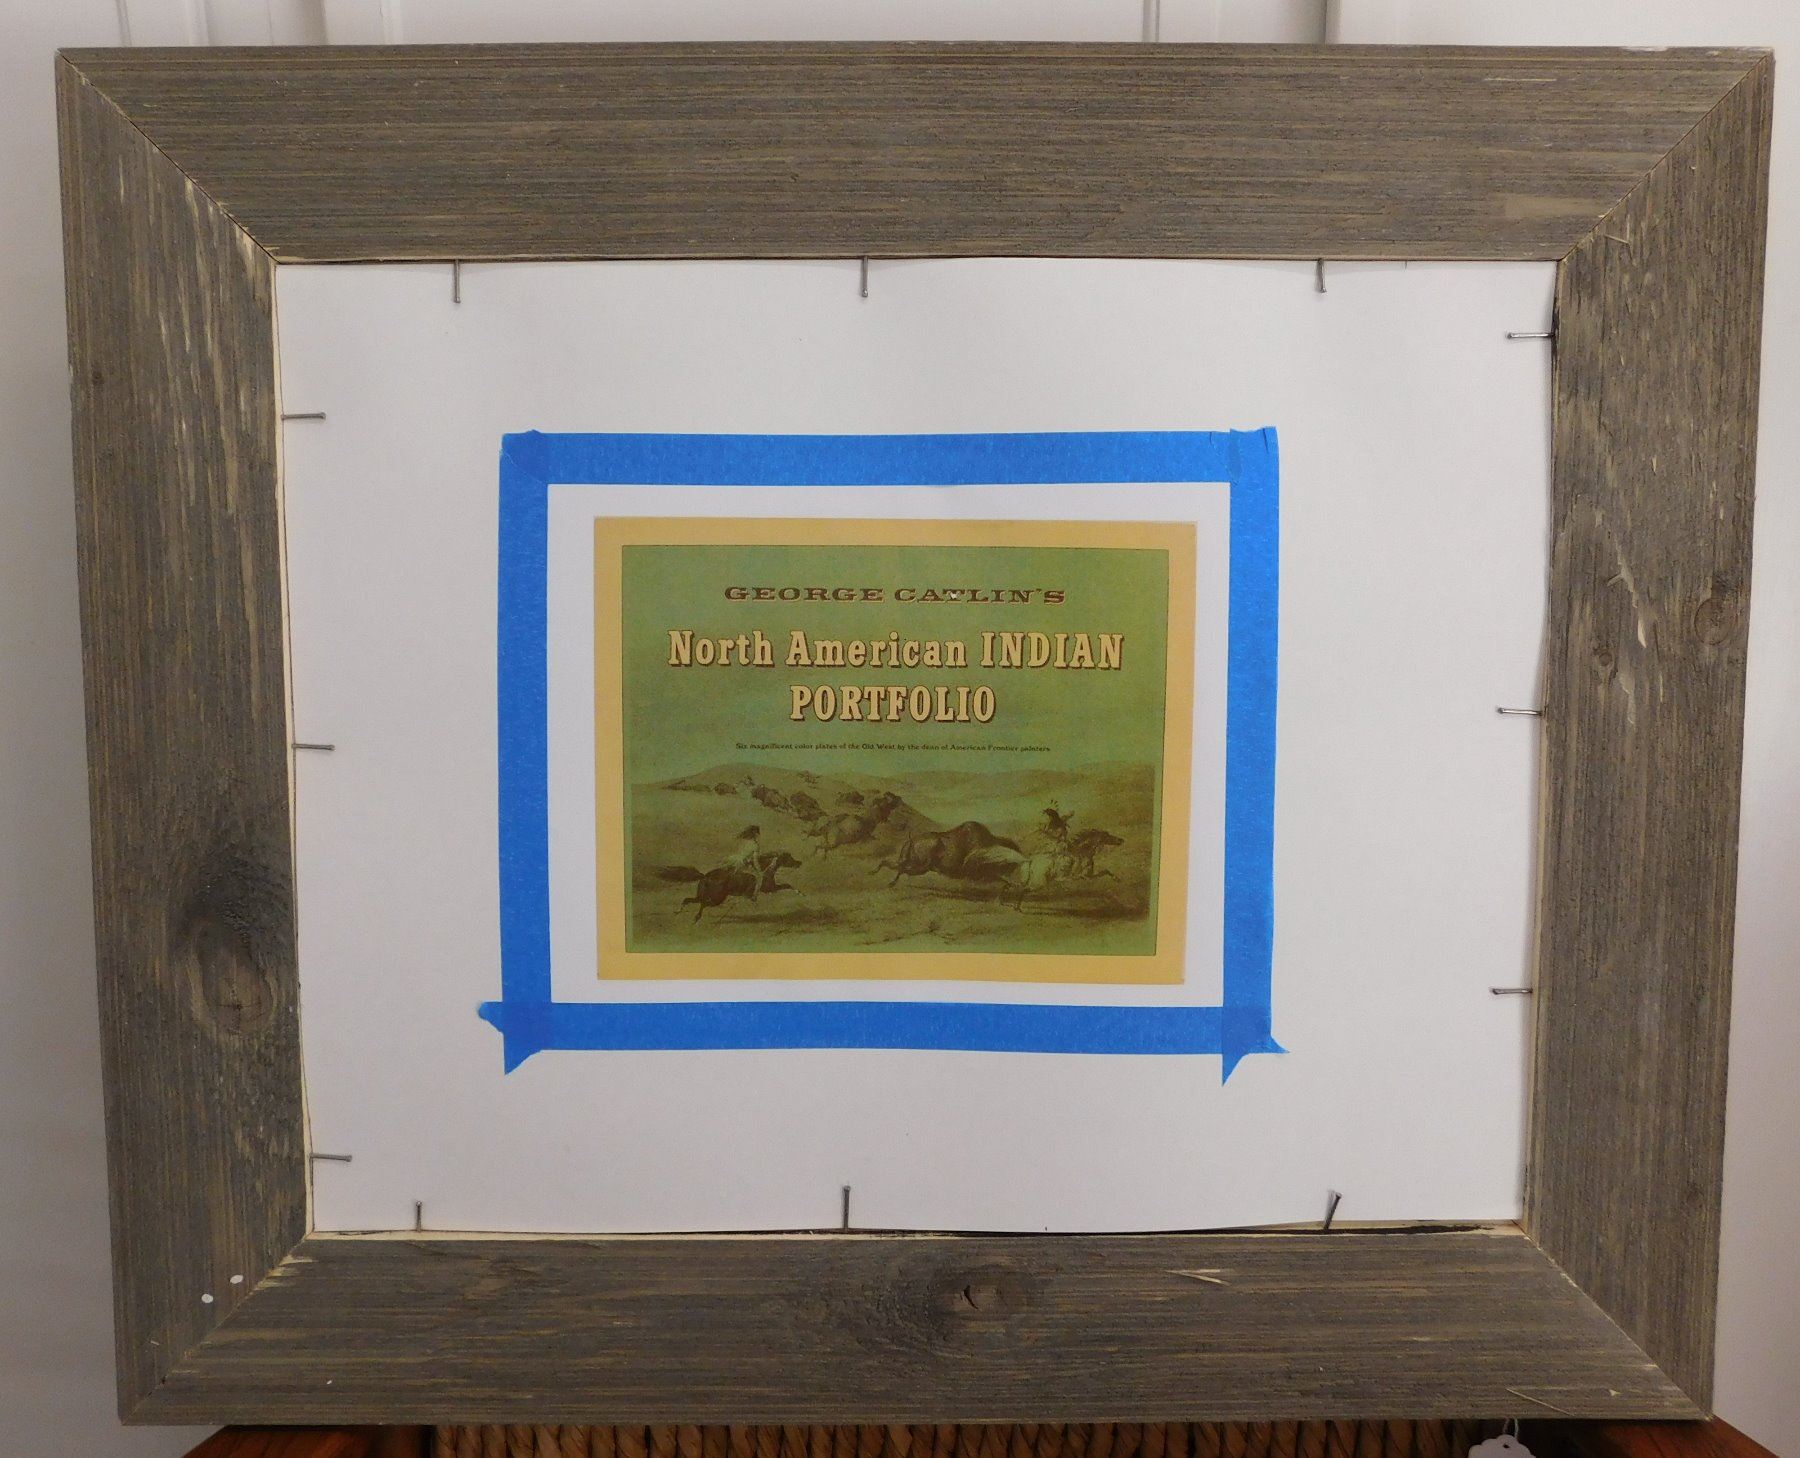 GEORGE CATLIN'S
North American INDIAN
PORTFOLIO
Six magnificent color plates of the Old West by the dean of American Frontier painters